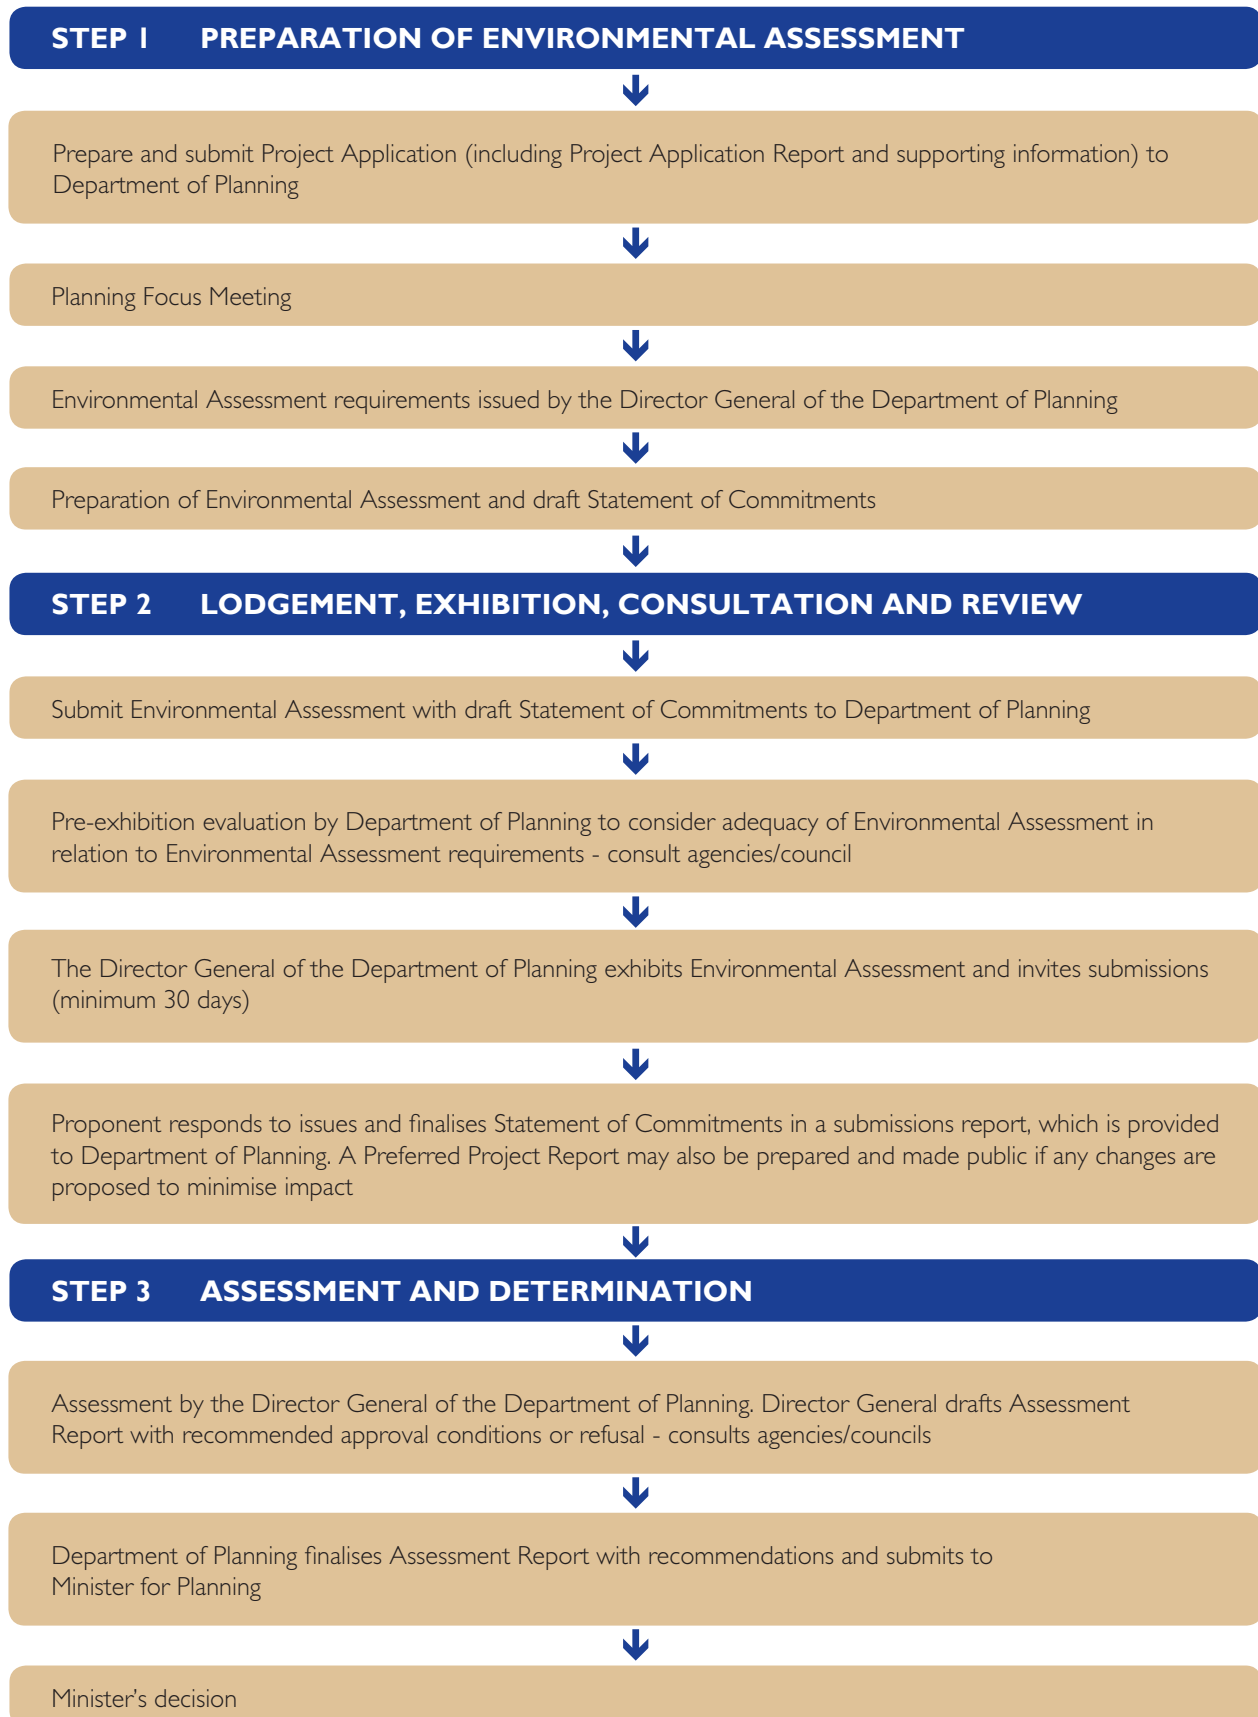 STEP 1 PREPARATION OF ENVIRONMENTAL ASSESSMENT
Prepare and submit Project Application (including Project Application Report and supporting information) to
Department of Planning
Planning Focus Meeting
Environmental Assessment requirements issued by the Director General of the Department of Planning
Preparation of Environmental Assessment and draft Statement of Commitments
STEP 2 LODGEMENT, EXHIBITION, CONSULTATION AND REVIEW
Submit Environmental Assessment with draft Statement of Commitments to Department of Planning
Pre-exhibition evaluation by Department of Planning to consider adequacy of Environmental Assessment in
relation to Environmental Assessment requirements - consult agencies/council
The Director General of the Department of Planning exhibits Environmental Assessment and invites submissions
(minimum 30 days)
Proponent responds to issues and finalises Statement of Commitments in a submissions report, which is provided
to Department of Planning. A Preferred Project Report may also be prepared and made public if any changes are
proposed to minimise impact
STEP 3 ASSESSMENT AND DETERMINATION
Assessment by the Director General of the Department of Planning. Director General drafts Assessment
Report with recommended approval conditions or refusal - consults agencies/councils
Department of Planning finalises Assessment Report with recommendations and submits to
Minister for Planning
Minister's decision